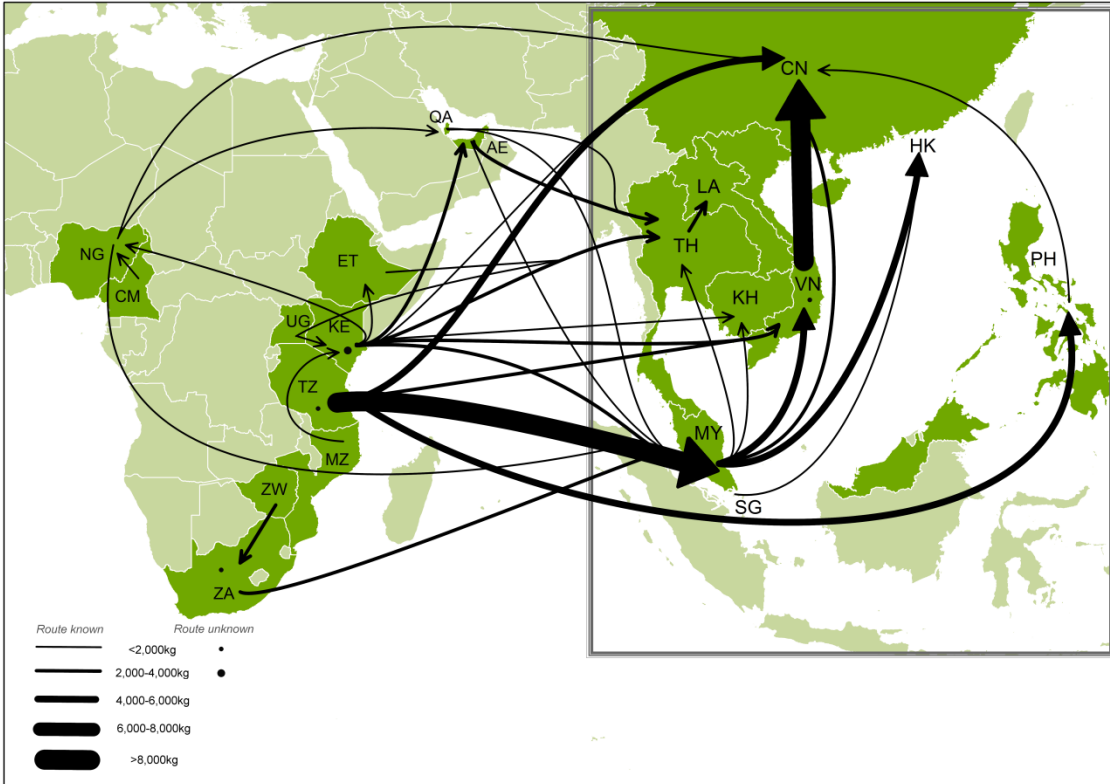 CN
QA
AE
HK
LA
NG
TH
ET
PH
CM
KH
VN
UG
KE
TZ
MY
MZ
ZW
SG
ZA
Route known
Route unknown
<2,000kg
2,000-4,000kg
4,000-6,000kg
6,000-8,000kg
>8,000kg